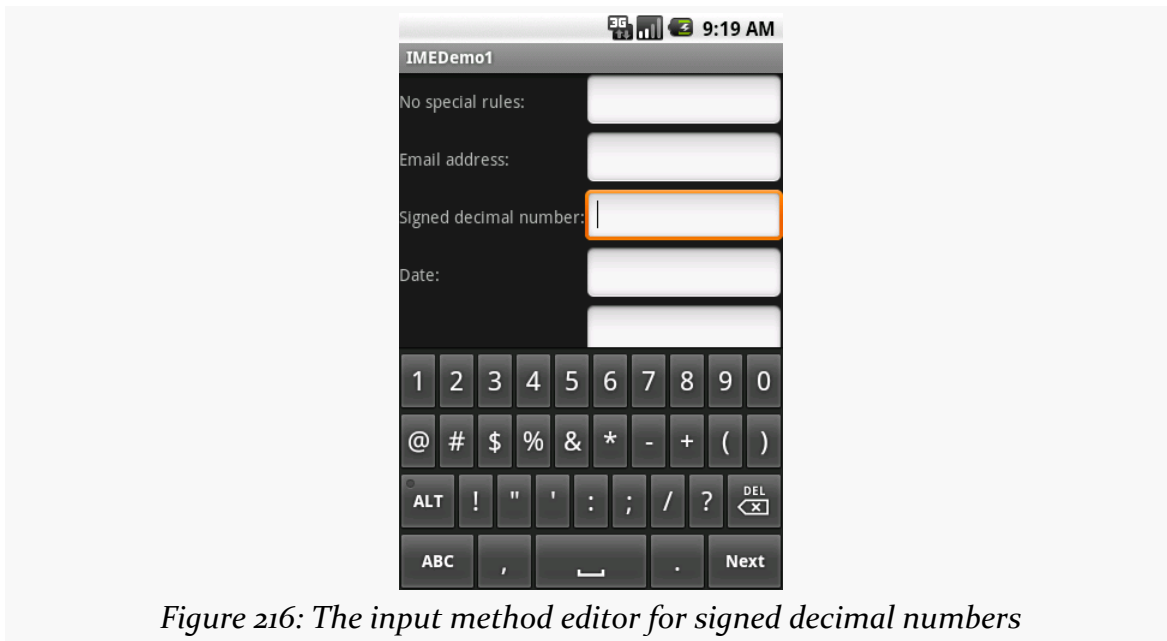 3G 9:19 AM
IMEDemo1
No special rules:
Email address:
Signed decimal number:
Date:
1 2 3 4 5 6 7 8 9 0
@ # $ % & * - + ( )
ALT ! " ' : ; / ? DEL
ABC , . Next
Figure 216: The input method editor for signed decimal numbers